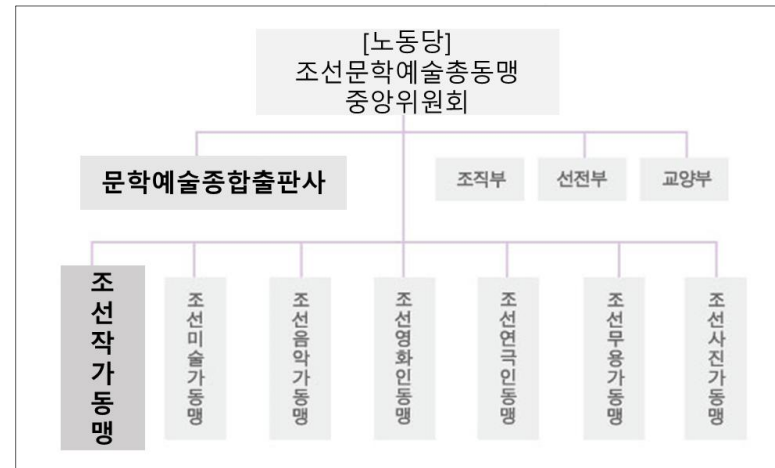 [노동당]
조선문학예술총동맹
중앙위원회
문학예술종합출판사
조직부
선전부
교양부
조선작가동맹
조선미술가동맹
조선음악가동맹
조선영화인동맹
조선연극인동맹
조선무용가동맹
조선사진가동맹